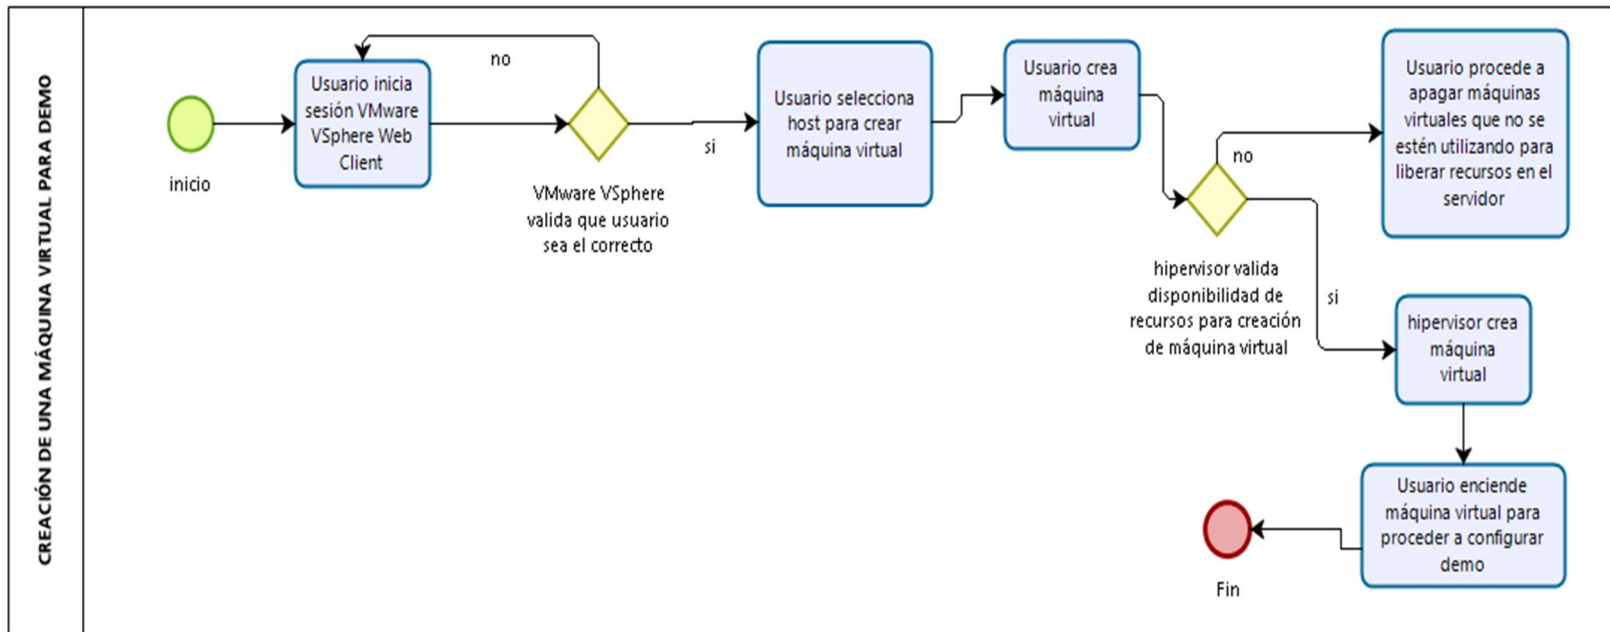 CREACIÓN DE UNA MÁQUINA VIRTUAL PARA DEMO
inicio
Usuario inicia
sesión VMware
VSphere Web
Client
no
VMware VSphere
valida que usuario
sea el correcto
si
Usuario selecciona
host para crear
máquina virtual
Usuario crea
máquina
virtual
hipervisor valida
disponibilidad de
recursos para creación
de máquina virtual
no
Usuario procede a
apagar máquinas
virtuales que no se
estén utilizando para
liberar recursos en el
servidor
si
hipervisor crea
máquina
virtual
Usuario enciende
máquina virtual para
proceder a configurar
demo
Fin